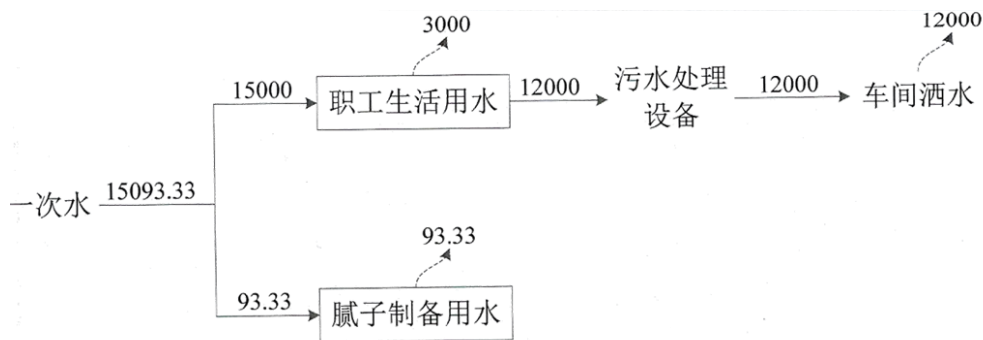 3000
12000
15000
职工生活用水
12000
污水处理
设备
12000
车间洒水
一次水
15093.33
93.33
93.33
腻子制备用水